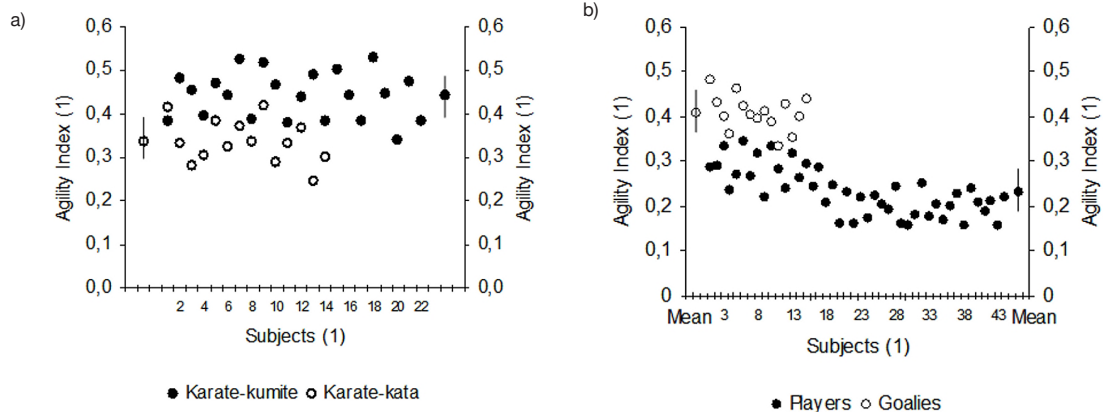 a)
0,6
0,5
0,4
0,3
0,2
0,1
0,0
Agility Index (1)
0,6
0,5
0,4
0,3
0,2
0,1
0,0
Agility Index (1)
2 4 6 8 10 12 14 16 18 20 22
Subjects (1)
Karate-kumite Karate-kata
b)
0,6
0,5
0,4
0,3
0,2
0,1
0
Agility Index (1)
0,6
0,5
0,4
0,3
0,2
0,1
0
Agility Index (1)
Mean 3 8 13 18 23 28 33 38 43 Mean
Subjects (1)
Players Goalies